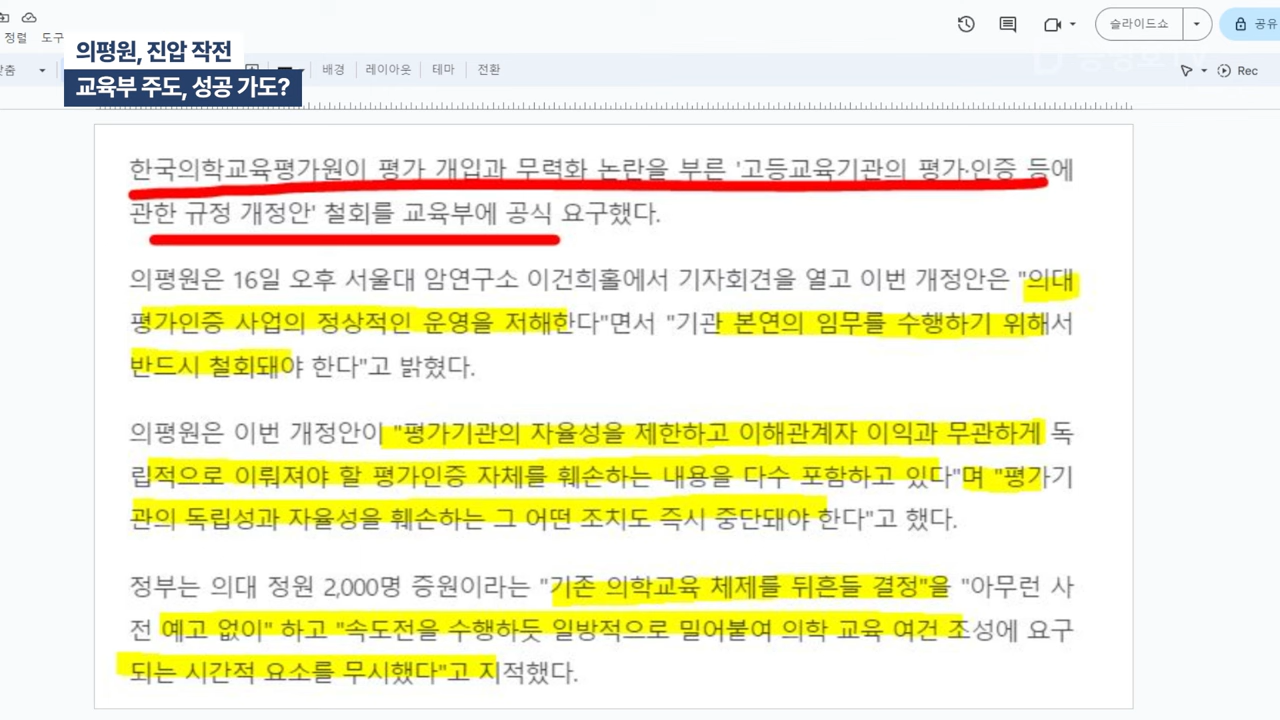 정렬 도구
슬라이드쇼
공유
의평원, 진압 작전
교육부 주도, 성공 가도?
배경 레이아웃 테마 전환
Rec
한국의학교육평가원이 평가 개입과 무력화 논란을 부른 '고등교육기관의 평가·인증 등에
관한 규정 개정안' 철회를 교육부에 공식 요구했다.
의평원은 16일 오후 서울대 암연구소 이건희홀에서 기자회견을 열고 이번 개정안은 "의대
평가인증 사업의 정상적인 운영을 저해한다"면서 "기관 본연의 임무를 수행하기 위해서
반드시 철회돼야 한다"고 밝혔다.
의평원은 이번 개정안이 "평가기관의 자율성을 제한하고 이해관계자 이익과 무관하게 독
립적으로 이뤄져야 할 평가인증 자체를 훼손하는 내용을 다수 포함하고 있다"며 "평가기
관의 독립성과 자율성을 훼손하는 그 어떤 조치도 즉시 중단돼야 한다"고 했다.
정부는 의대 정원 2,000명 증원이라는 "기존 의학교육 체제를 뒤흔들 결정"을 "아무런 사
전 예고 없이" 하고 "속도전을 수행하듯 일방적으로 밀어붙여 의학 교육 여건 조성에 요구
되는 시간적 요소를 무시했다"고 지적했다.